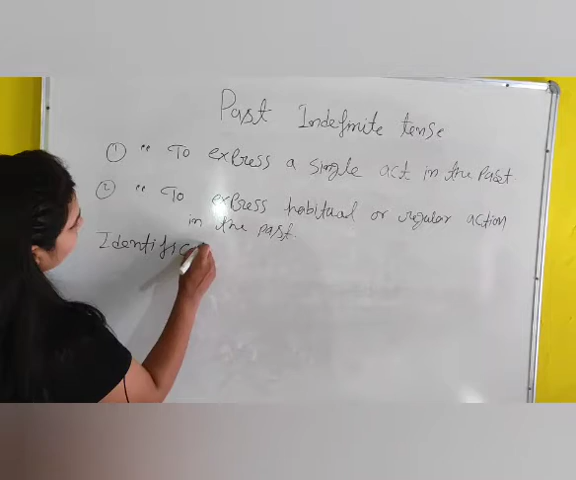 Past Indefinite tense
① " To express a single act in the Past
② " To express habitual or regular action
in the past.
Identific